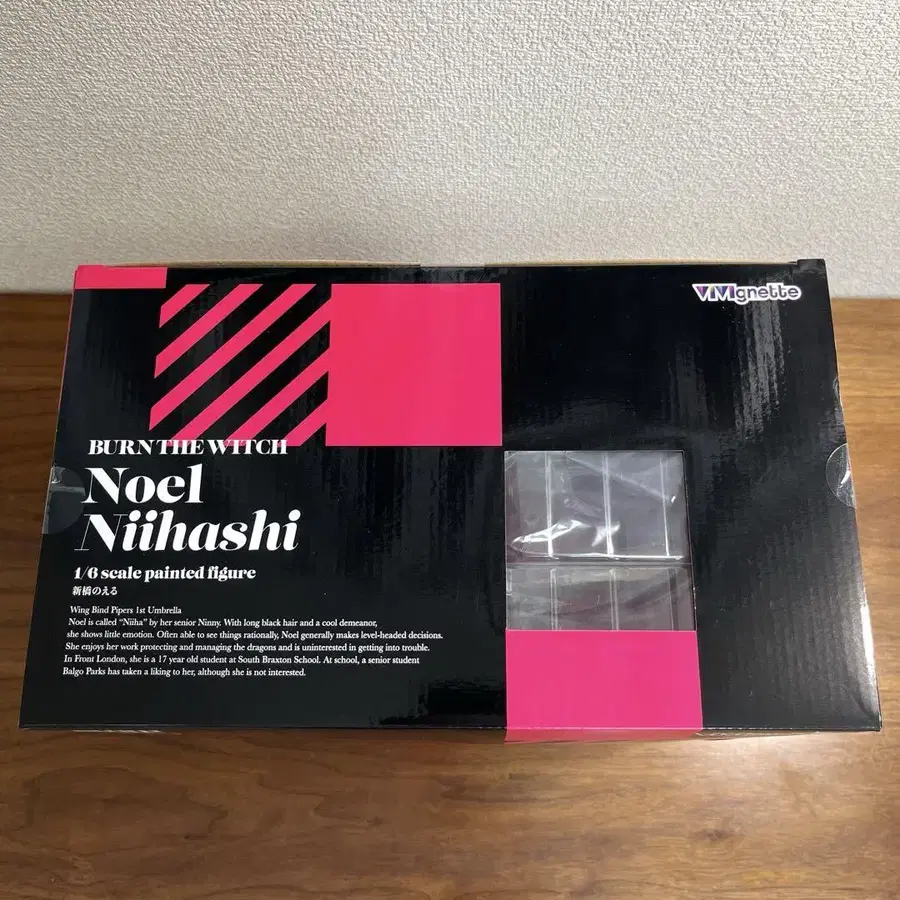 VIVIgnette
BURN THE WITCH
Noel
Niihashi
1/6 scale painted figure
新橋のえる
Wing Bind Pipers 1st Umbrella
Noel is called “Niiha” by her senior Ninny. With long black hair and a cool demeanor,
she shows little emotion. Often able to see things rationally, Noel generally makes level-headed decisions.
She enjoys her work protecting and managing the dragons and is uninterested in getting into trouble.
In Front London, she is a 17 year old student at South Braxton School. At school, a senior student
Balgo Parks has taken a liking to her, although she is not interested.